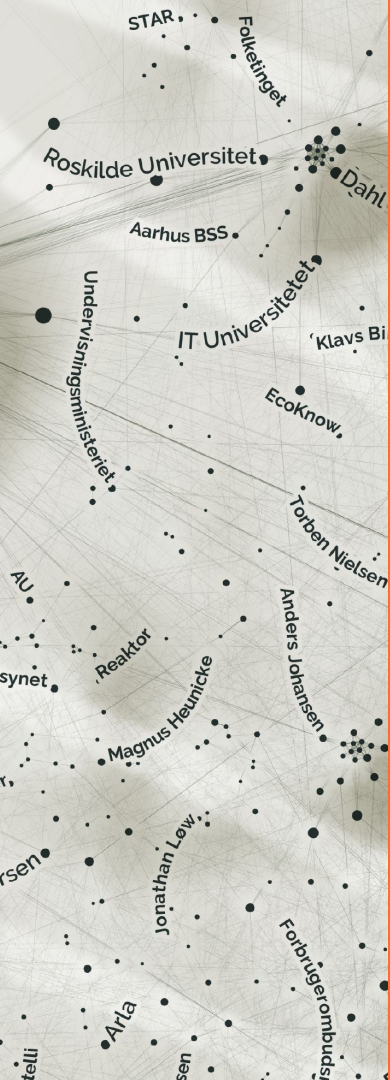 STAR
Folketinget
Roskilde Universitet
Dahl
Aarhus BSS
IT Universitetet
Undervisningsministeriet
Klavs Bi
EcoKnow
Torben Nielsen
AU
Anders Johansen
Reaktor
synet
Magnus Heunicke
r,
Jonathan Løw
rsen
Forbrugerombuds
Arla
telli
sen